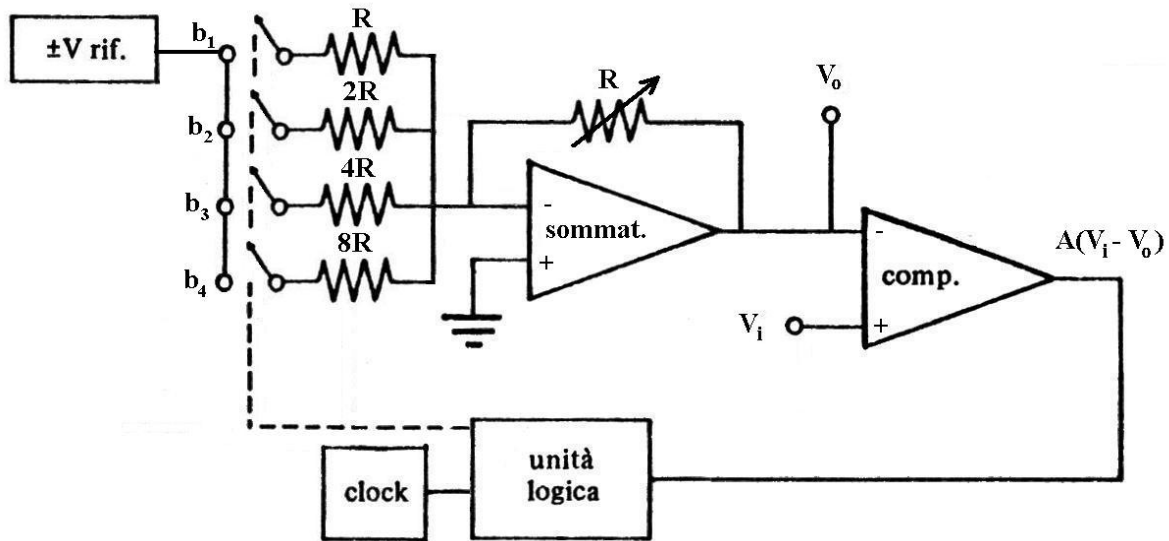 ±V rif.
b1
R
2R
b2
4R
b3
8R
b4
R
-
sommat.
+
Vo
-
comp.
+
Vi
A(Vi - Vo)
unità
logica
clock